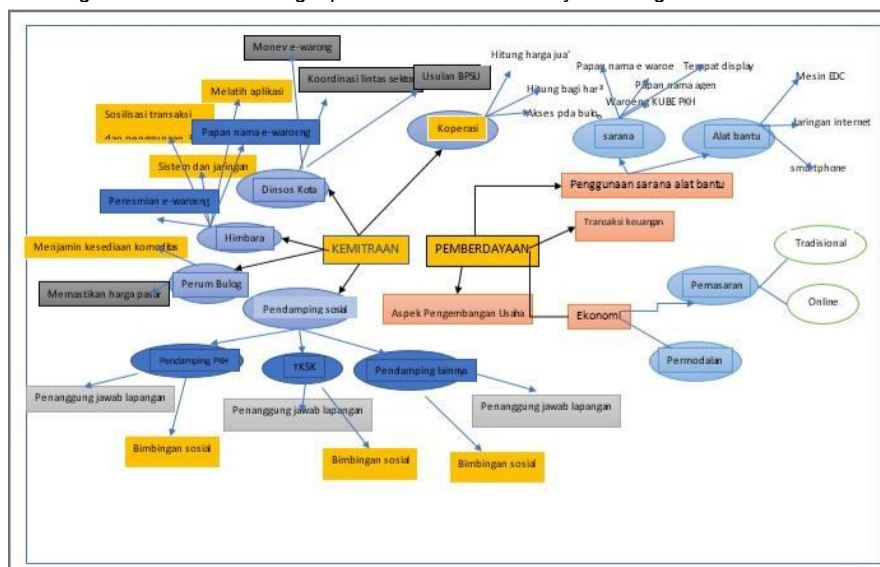 Monev e-warong
Koordinasi lintas sektor
Usulan BPSU
Melatih aplikasi
Sosilisasi transaksi
Papan nama e-waroeng
Sistem dan jaringan
Peresmian e-waroeng
Dinsos Kota
Himbara
Menjamin kesediaan komoditas
Perum Bulog
Memastikan harga pasar
KEMITRAAN
Koperasi
Hitung harga jua
Hitung bagi har
Akses pda buk
Pendamping sosial
Pendamping PKH
TKSK
Pendamping lainnya
Penanggung jawab lapangan
Penanggung jawab lapangan
Penanggung jawab lapangan
Bimbingan sosial
Bimbingan sosial
Bimbingan sosial
PEMBERDAYAAN
Papan nama e waroe
Tempat display
Papan nama agen
Waroeng KUBE PKH
sarana
Alat bantu
Mesin EDC
Jaringan internet
smartphone
Penggunaan sarana alat bantu
Transaksi keuangan
Aspek Pengembangan Usaha
Ekonomi
Pemasaran
Tradisional
Online
Permodalan